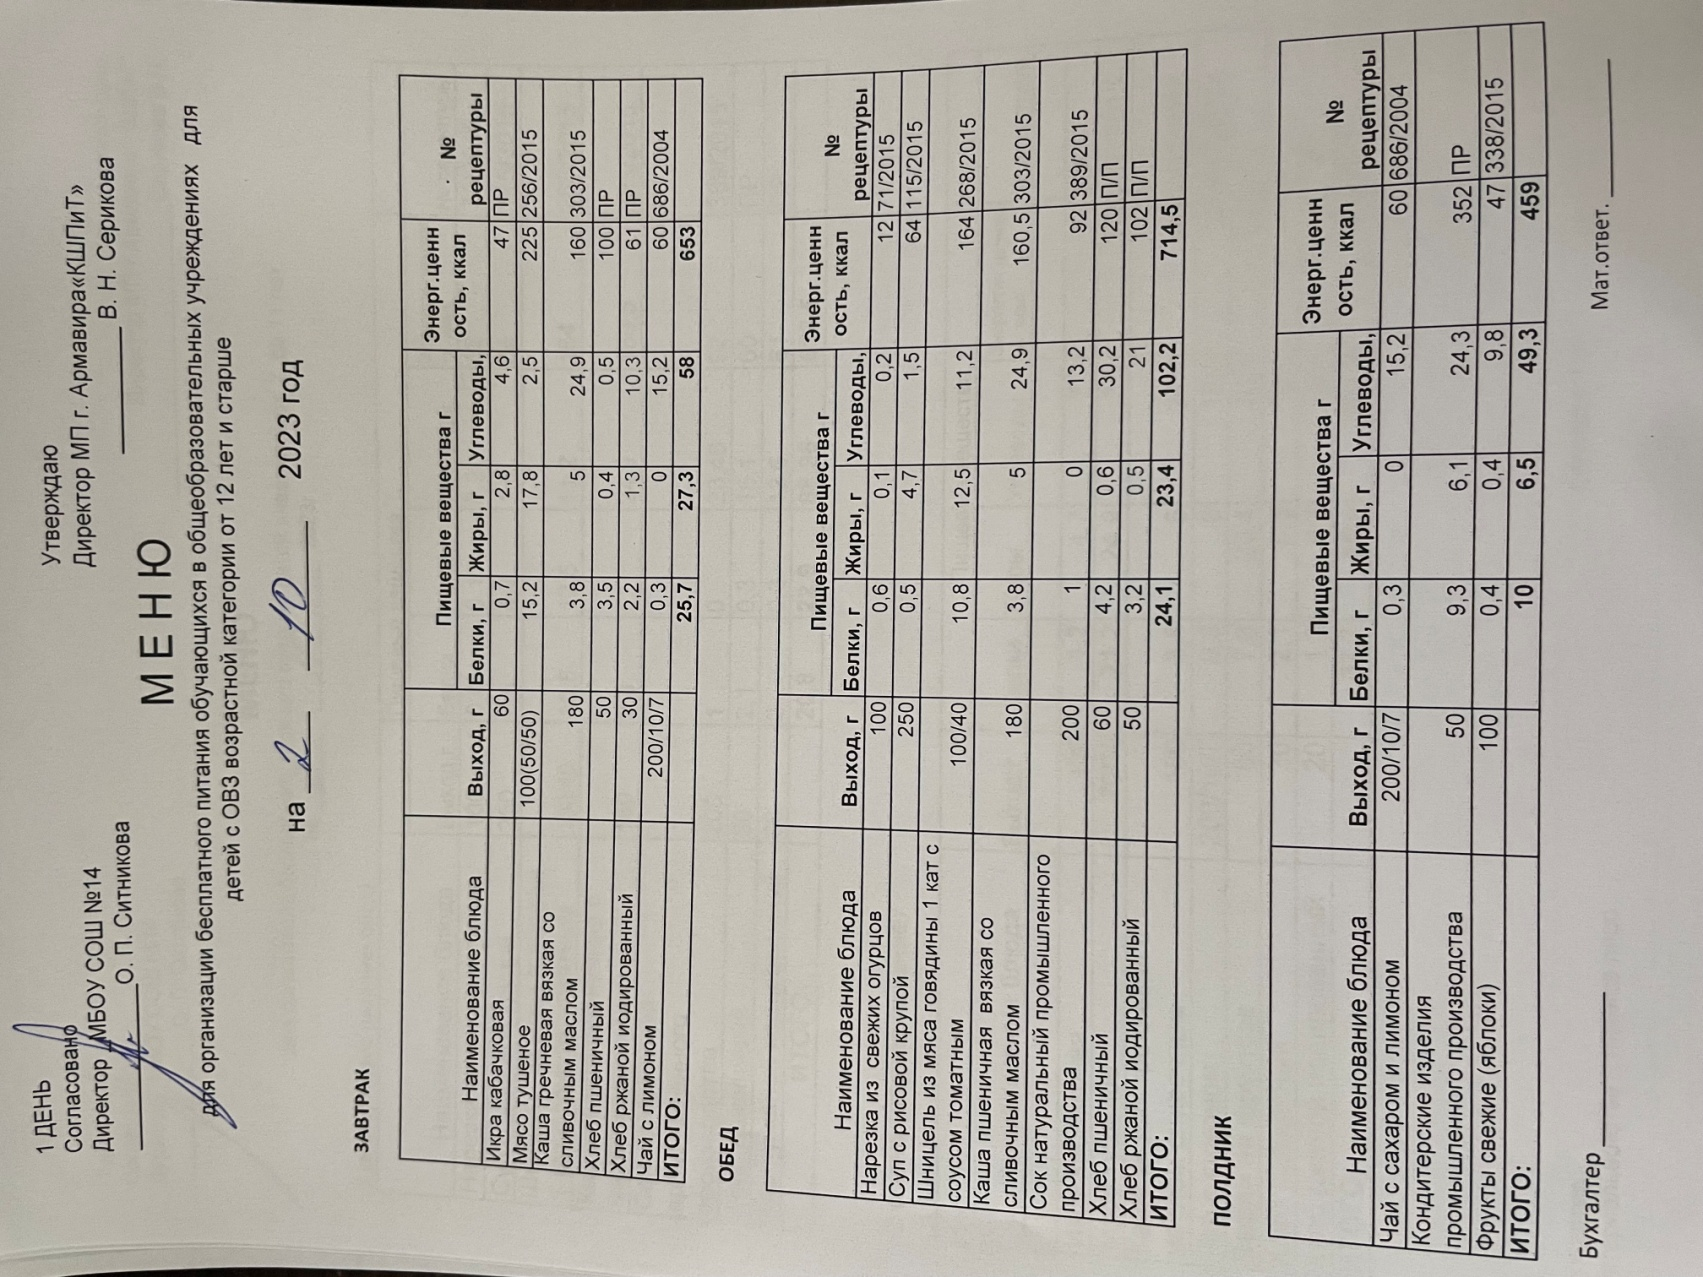 1 ДЕНЬ
Согласовано
Директор МБОУ СОШ №14
О. П. Ситникова
Утверждаю
Директор МП г. Армавира«КШПиТ»
В. Н. Серикова
МЕНЮ
для организации бесплатного питания обучающихся в общеобразовательных учреждениях для
детей с ОВЗ возрастной категории от 12 лет и старше
на 2 10 2023 год
ЗАВТРАК
Наименование блюда Выход, г Пищевые вещества г Энерг.ценн ость, ккал № рецептуры
Белки, г Жиры, г Углеводы,
Икра кабачковая 60 0,7 2,8 4,6 47 ПР
Мясо тушеное 100(50/50) 15,2 17,8 2,5 225 256/2015
Каша гречневая вязкая со
сливочным маслом 180 3,8 5 24,9 160 303/2015
Хлеб пшеничный 50 3,5 0,4 0,5 100 ПР
Хлеб ржаной иодированный 30 2,2 1,3 10,3 61 ПР
Чай с лимоном 200/10/7 0,3 0 15,2 60 686/2004
ИТОГО: 25,7 27,3 58 653
ОБЕД
Наименование блюда Выход, г Пищевые вещества г Энерг.ценн ость, ккал № рецептуры
Белки, г Жиры, г Углеводы,
Нарезка из свежих огурцов 100 0,6 0,1 0,2 12 71/2015
Суп с рисовой крупой 250 0,5 4,7 1,5 64 115/2015
Шницель из мяса говядины 1 кат с
соусом томатным 100/40 10,8 12,5 11,2 164 268/2015
Каша пшеничная вязкая со
сливочным маслом 180 3,8 5 24,9 160,5 303/2015
Сок натуральный промышленного
производства 200 1 0 13,2 92 389/2015
Хлеб пшеничный 60 4,2 0,6 30,2 120 П/П
Хлеб ржаной иодированный 50 3,2 0,5 21 102 П/П
ИТОГО: 24,1 23,4 102,2 714,5
ПОЛДНИК
Наименование блюда Выход, г Пищевые вещества г Энерг.ценн ость, ккал № рецептуры
Белки, г Жиры, г Углеводы,
Чай с сахаром и лимоном 200/10/7 0,3 0 15,2 60 686/2004
Кондитерские изделия
промышленного производства 50 9,3 6,1 24,3 352 ПР
Фрукты свежие (яблоки) 100 0,4 0,4 9,8 47 338/2015
ИТОГО: 10 6,5 49,3 459
Бухгалтер Мат.ответ.